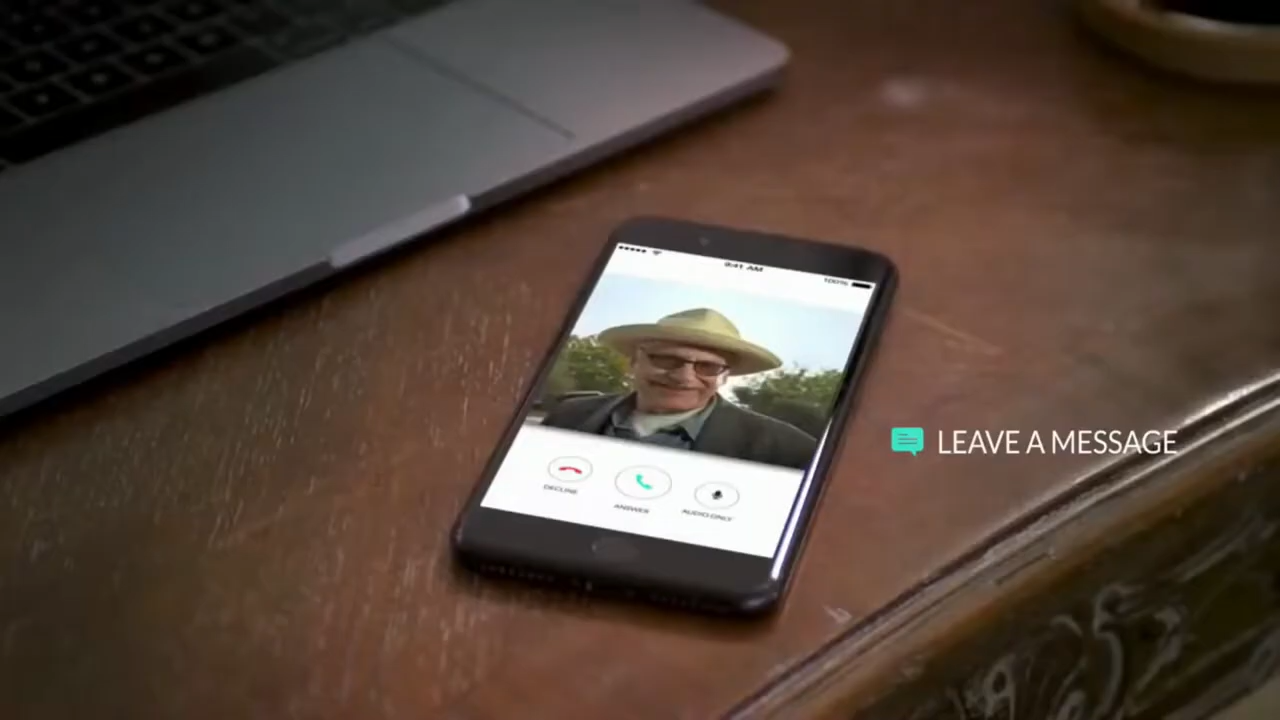 9:41 AM
100%
DECLINE
ANSWER
AUDIO ONLY
LEAVE A MESSAGE